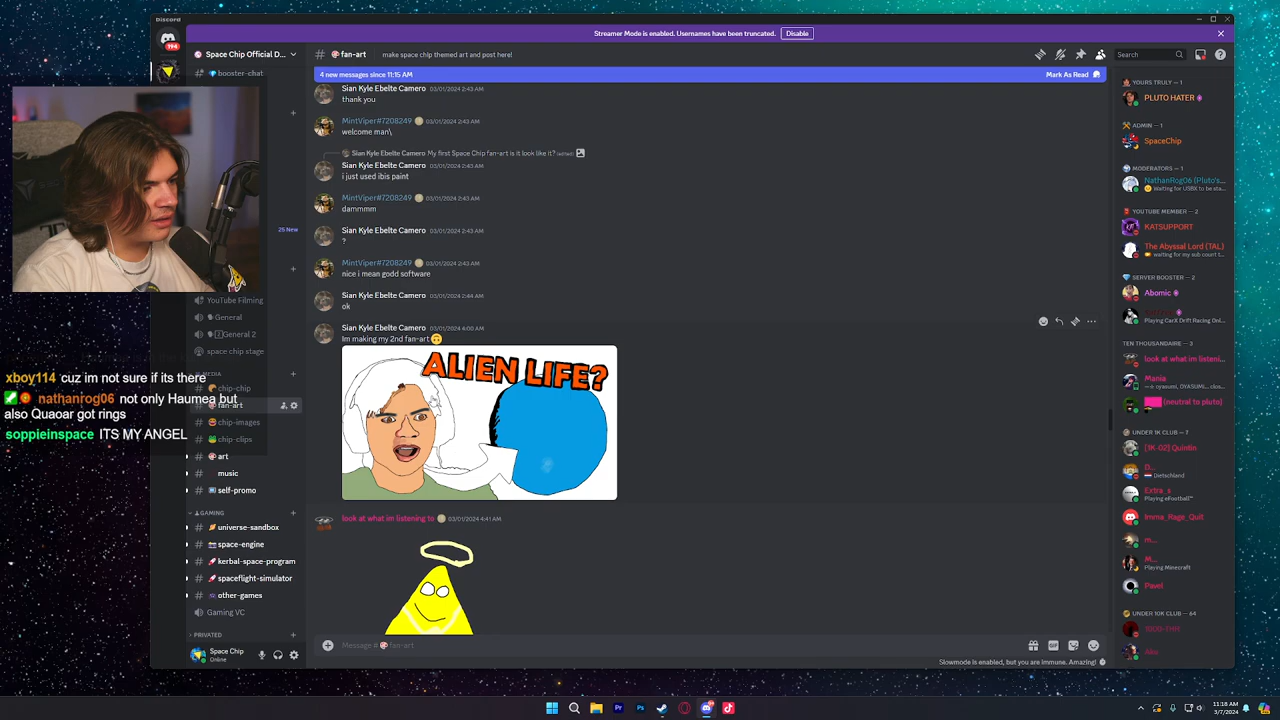 Discord
Streamer Mode is enabled. Usernames have been truncated.
Disable
194
Space Chip Official D...
booster-chat
25 New
YouTube Filming
General
General 2
space chip stage
MEDIA
chip-chip
fan-art
chip-images
chip-clips
art
music
self-promo
GAMING
universe-sandbox
space-engine
kerbal-space-program
spaceflight-simulator
other-games
Gaming VC
PRIVATED
Space Chip
Online
xboy114 cuz im not sure if its there
nathanrog06 not only Haumea but
also Quaoar got rings
soppieinspace ITS MY ANGEL
# fan-art make space chip themed art and post here!
Search
4 new messages since 11:15 AM
Mark As Read
Sian Kyle Ebelte Camero 03/01/2024 2:43 AM
thank you
MintViper#7208249 03/01/2024 2:43 AM
welcome man\
Sian Kyle Ebelte Camero My first Space Chip fan-art is it look like it? (edited)
Sian Kyle Ebelte Camero 03/01/2024 2:43 AM
i just used ibis paint
MintViper#7208249 03/01/2024 2:43 AM
dammmm
Sian Kyle Ebelte Camero 03/01/2024 2:43 AM
?
MintViper#7208249 03/01/2024 2:43 AM
nice i mean godd software
Sian Kyle Ebelte Camero 03/01/2024 2:44 AM
ok
Sian Kyle Ebelte Camero 03/01/2024 4:00 AM
Im making my 2nd fan-art
ALIEN LIFE?
look at what im listening to 03/01/2024 4:41 AM
Message # fan-art
Slowmode is enabled, but you are immune. Amazing!
YOURS TRULY — 1
PLUTO HATER
ADMIN — 1
SpaceChip
MODERATORS — 1
NathanRog06 (Pluto's...
Waiting for USBX to be sta...
YOUTUBE MEMBER — 2
KATSUPPORT
The Abyssal Lord (TAL)
waiting for my sub court t...
SERVER BOOSTER — 2
Abomic
Playing CarX Drift Racing Onl...
TEN THOUSANDAIRE — 3
look at what im listeni...
Mania
oyasumi, OYASUMI... clos...
(neutral to pluto)
UNDER 1K CLUB — 7
[1K-02] Quintin
D...
Dietschland
Extra_s
Playing eFootball™
Imma_Rage_Quit
m...
M...
Playing Minecraft
Pavel
UNDER 10K CLUB — 64
Ako
11:18 AM
3/7/2024